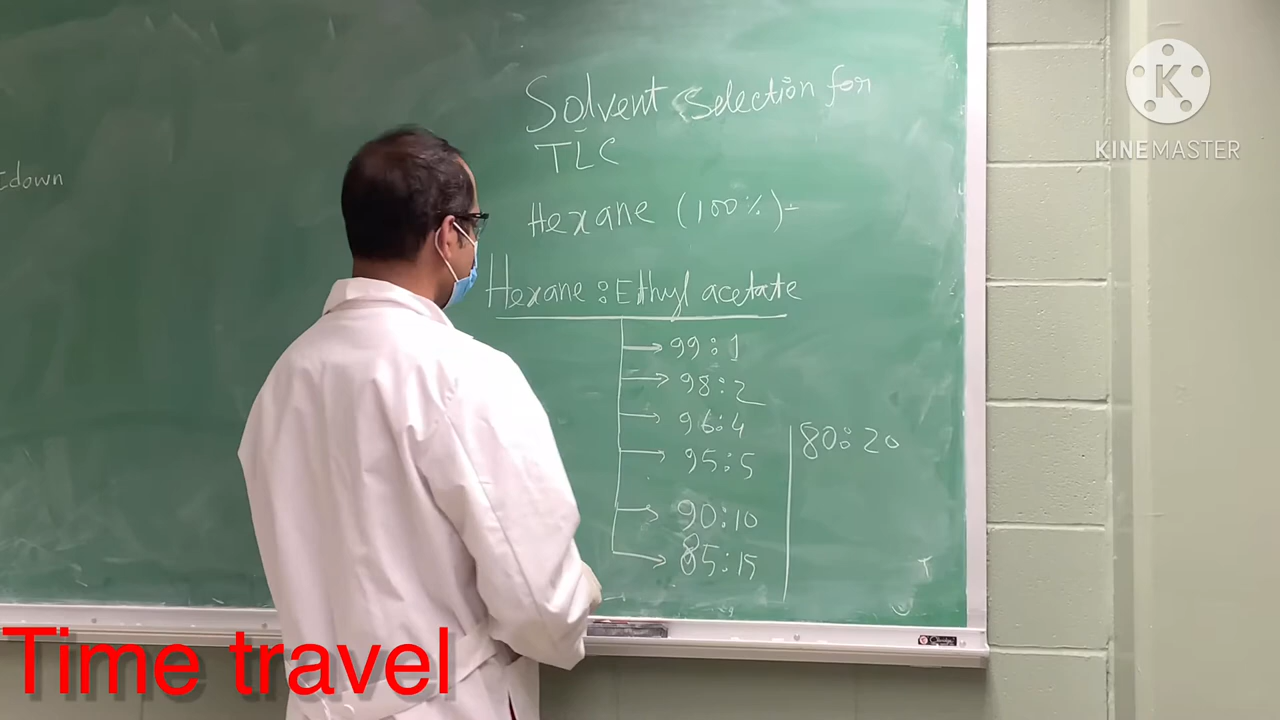 Solvent Selection for
TLC
Hexane (100%)-
Hexane : Ethyl acetate
99 : 1
98 : 2
96 : 4
95 : 5
90 : 10
85 : 15
80 : 20
KINEMASTER
Time travel